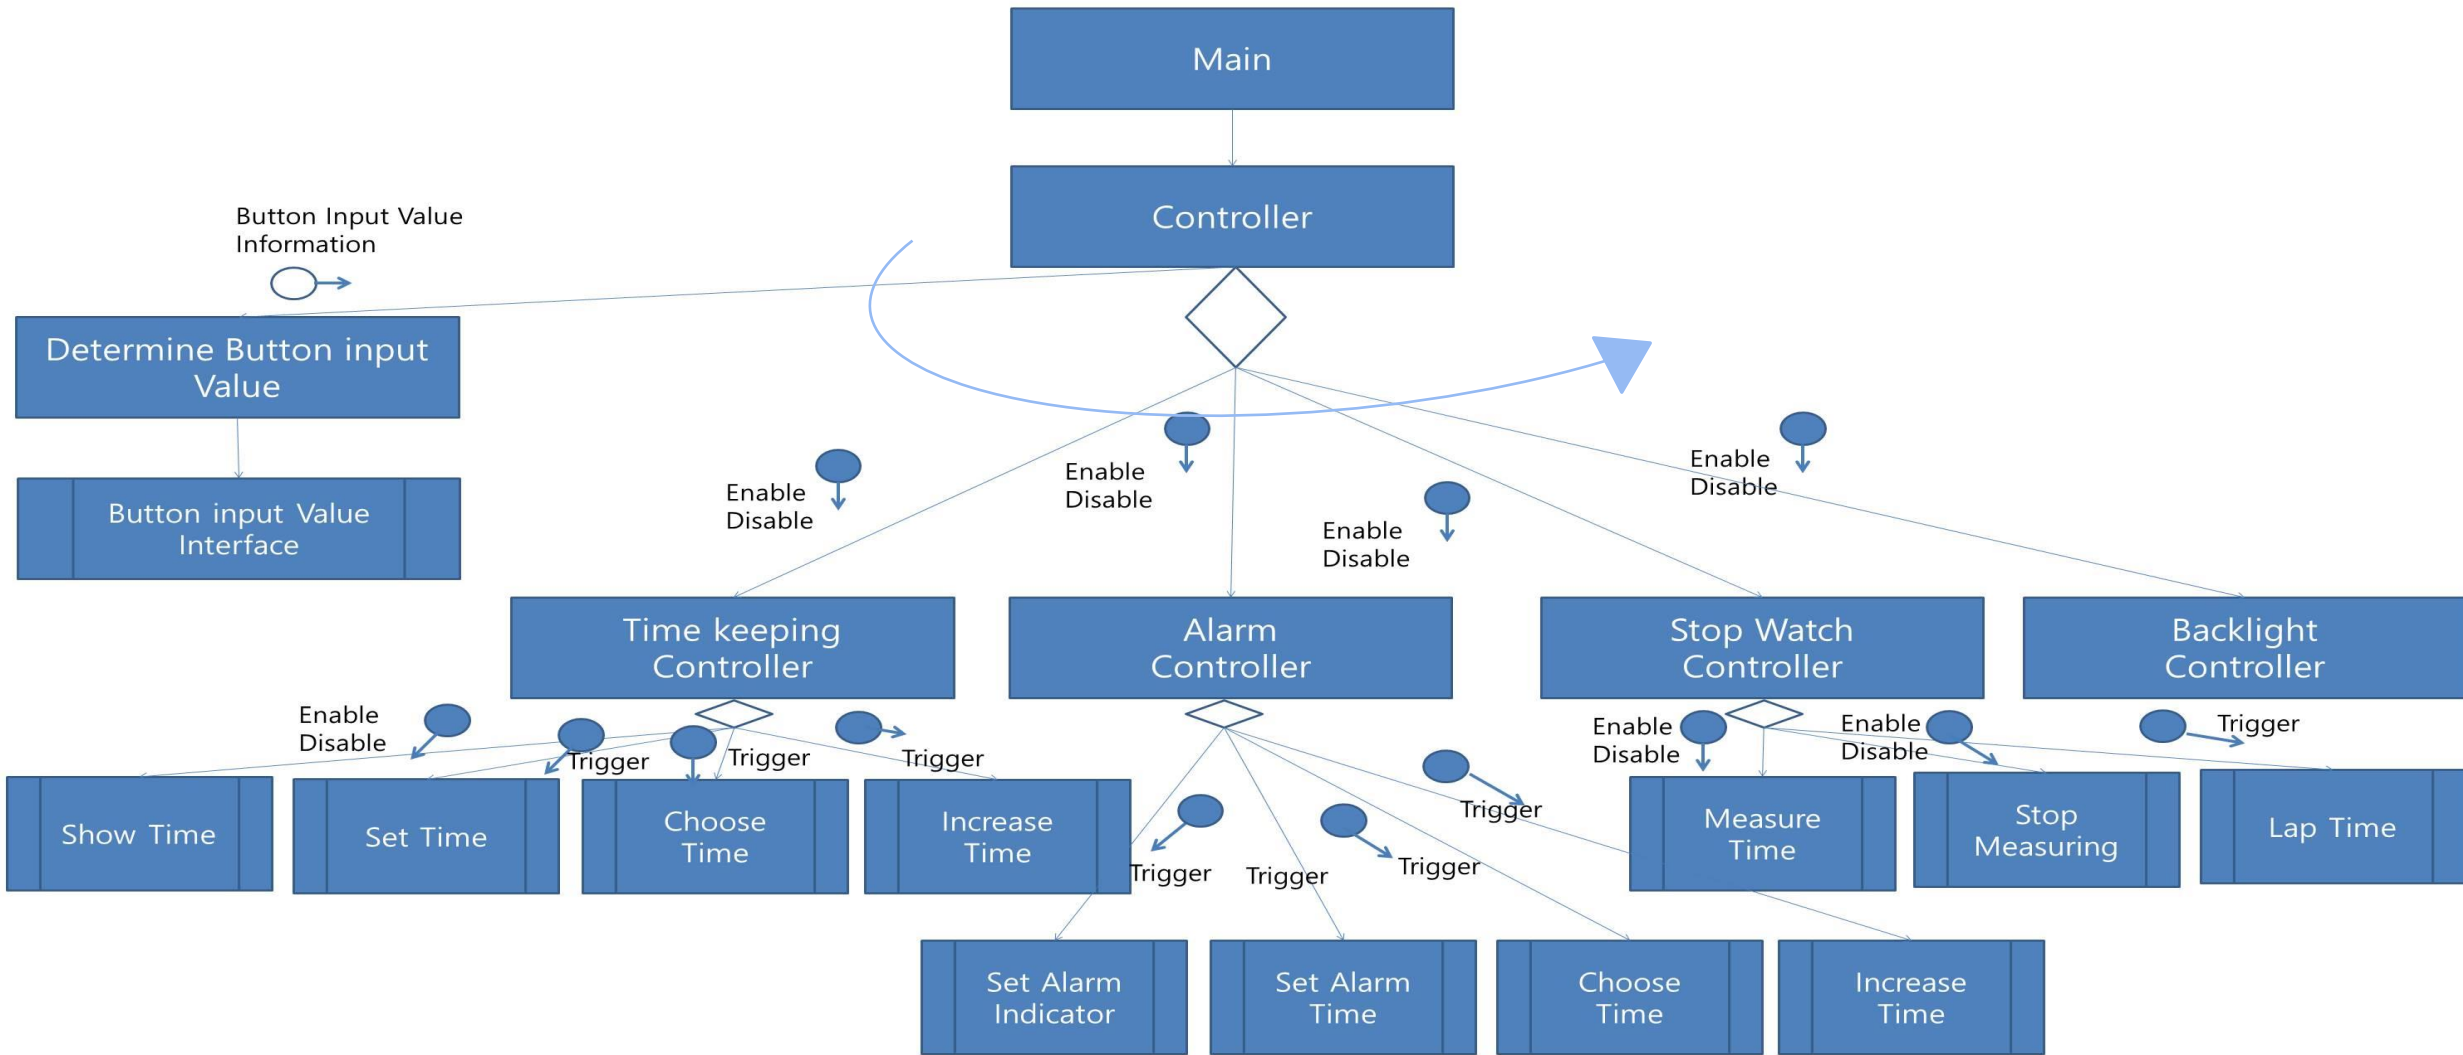 Main
Controller
Button Input Value
Information
Determine Button input
Value
Button input Value
Interface
Enable
Disable
Enable
Disable
Enable
Disable
Enable
Disable
Time keeping
Controller
Alarm
Controller
Stop Watch
Controller
Backlight
Controller
Enable
Disable
Trigger
Trigger
Trigger
Enable
Disable
Enable
Disable
Trigger
Show Time
Set Time
Choose
Time
Increase
Time
Trigger
Trigger
Trigger
Trigger
Measure
Time
Stop
Measuring
Lap Time
Set Alarm
Indicator
Set Alarm
Time
Choose
Time
Increase
Time